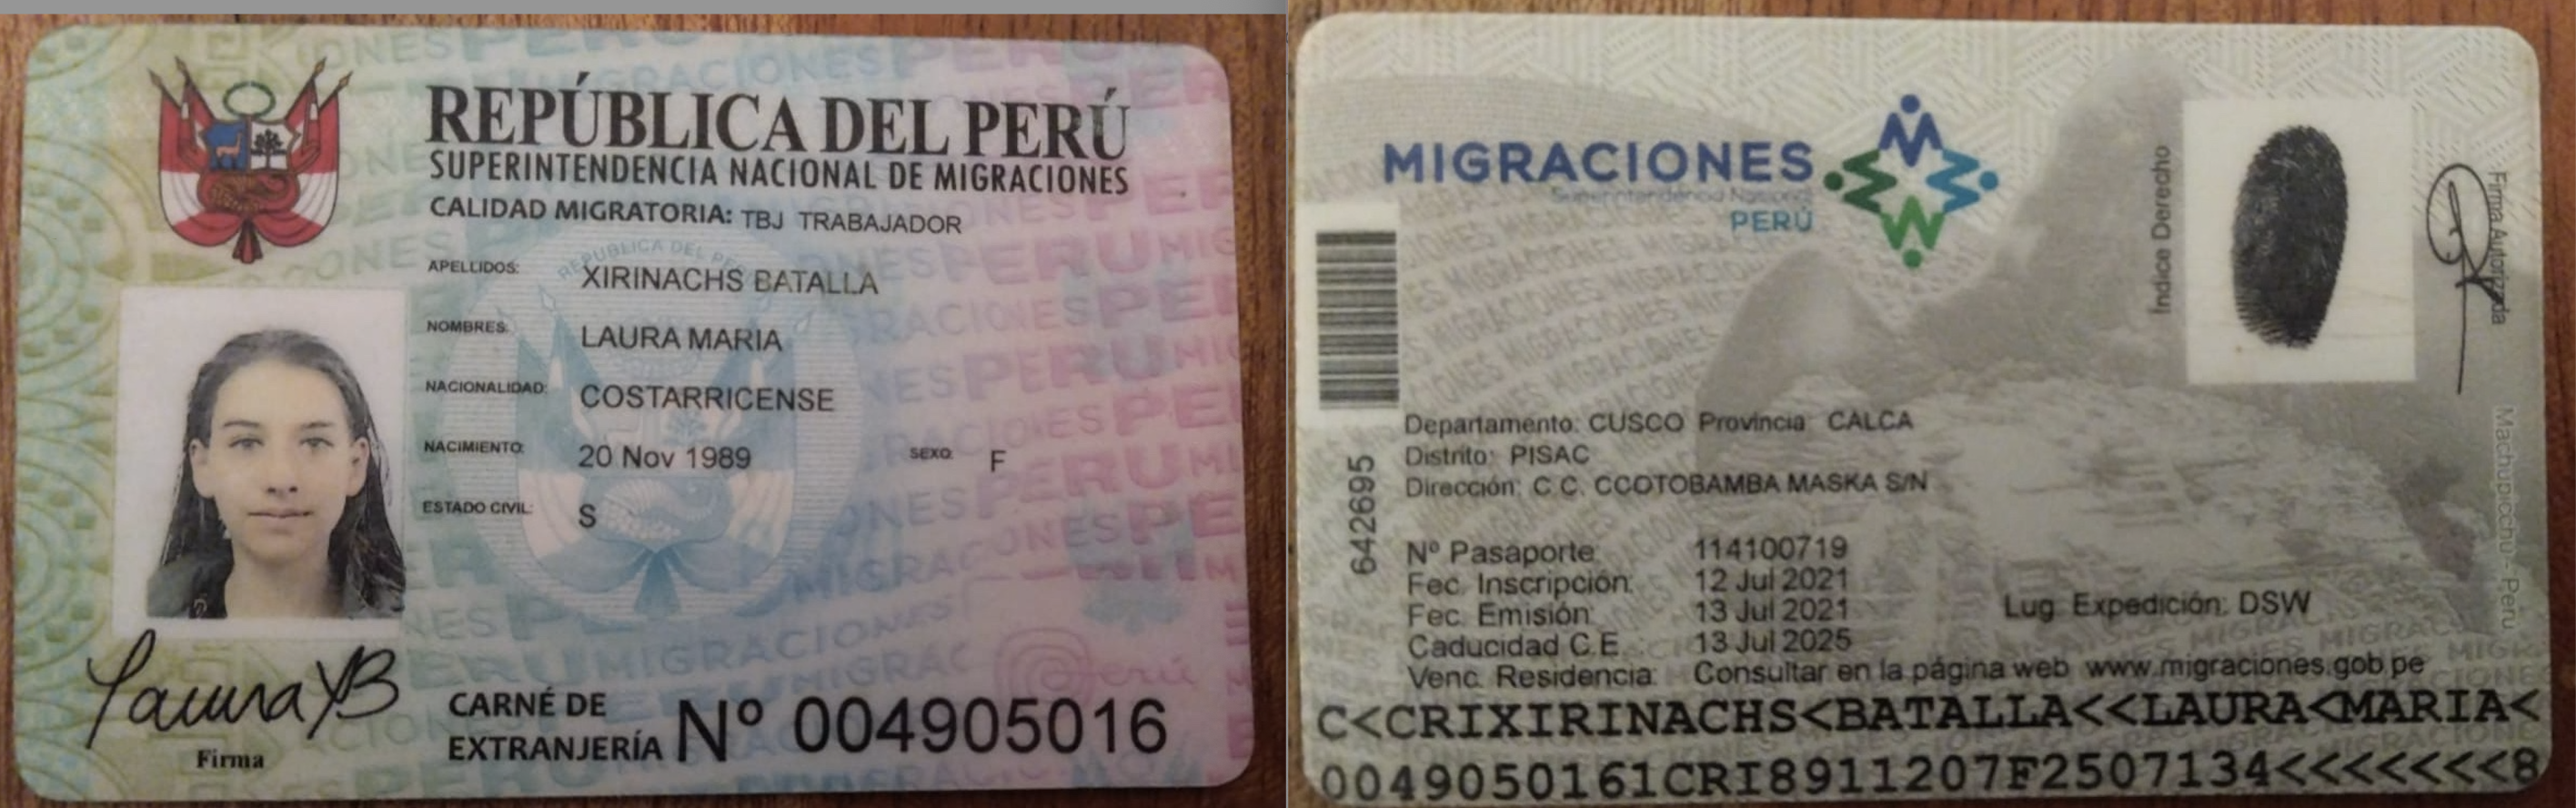 REPÚBLICA DEL PERÚ
SUPERINTENDENCIA NACIONAL DE MIGRACIONES
CALIDAD MIGRATORIA: TBJ TRABAJADOR
APELLIDOS: XIRINACHS BATALLA
NOMBRES: LAURA MARIA
NACIONALIDAD: COSTARRICENSE
NACIMIENTO: 20 Nov 1989 SEXO: F
ESTADO CIVIL: S
Firma
CARNÉ DE EXTRANJERÍA Nº 004905016
MIGRACIONES
Superintendencia Nacional
PERÚ
Índice Derecho
Firma Autorizada
Machupicchu - Peru
642695
Departamento: CUSCO Provincia: CALCA
Distrito: PISAC
Dirección: C.C. CCOTOBAMBA MASKA S/N
Nº Pasaporte: 114100719
Fec. Inscripción: 12 Jul 2021
Fec. Emisión: 13 Jul 2021 Lug. Expedición: DSW
Caducidad C.E.: 13 Jul 2025
Venc. Residencia: Consultar en la página web www.migraciones.gob.pe
C<CRIXIRINACHS<BATALLA<<LAURA<MARIA<
0049050161CRI8911207F2507134<<<<<<<8